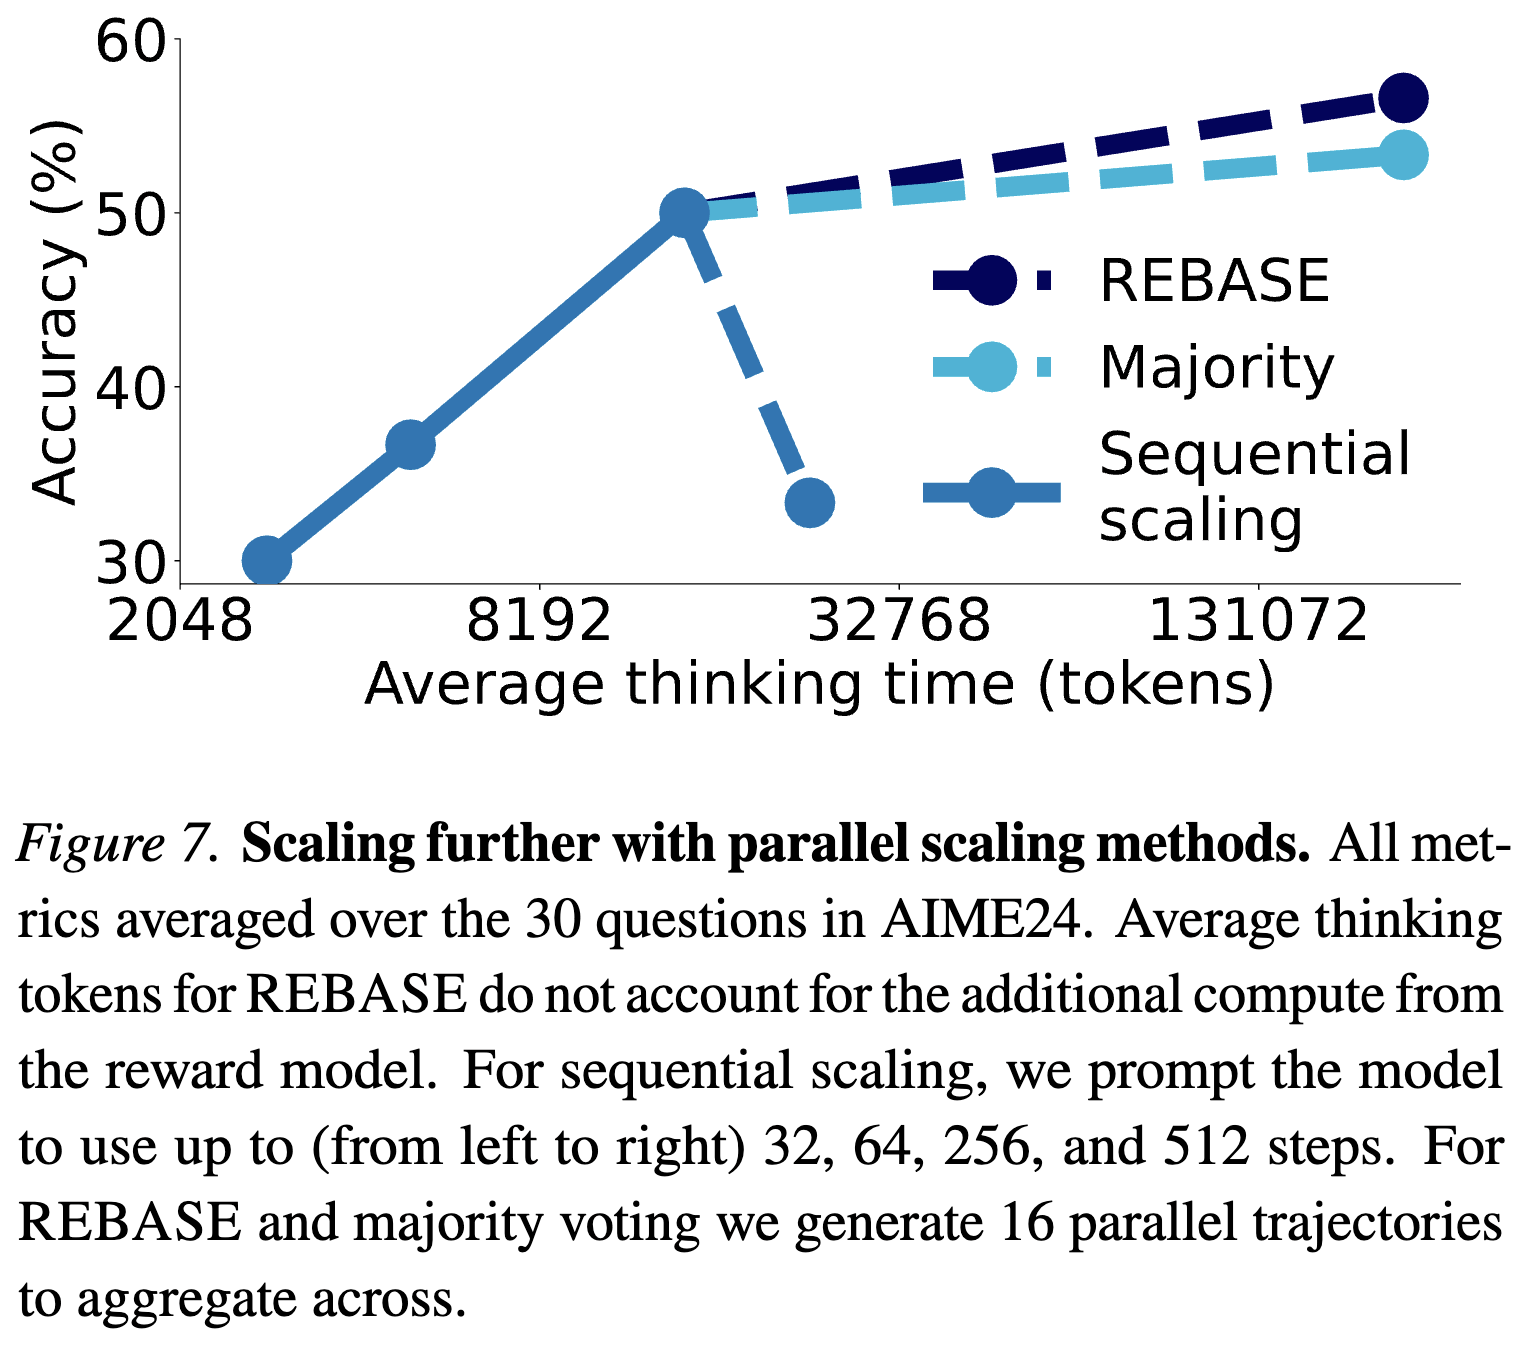 60
50
40
30
Accuracy (%)
REBASE
Majority
Sequential
scaling
2048 8192 32768 131072
Average thinking time (tokens)
Figure 7. Scaling further with parallel scaling methods. All met-
rics averaged over the 30 questions in AIME24. Average thinking
tokens for REBASE do not account for the additional compute from
the reward model. For sequential scaling, we prompt the model
to use up to (from left to right) 32, 64, 256, and 512 steps. For
REBASE and majority voting we generate 16 parallel trajectories
to aggregate across.